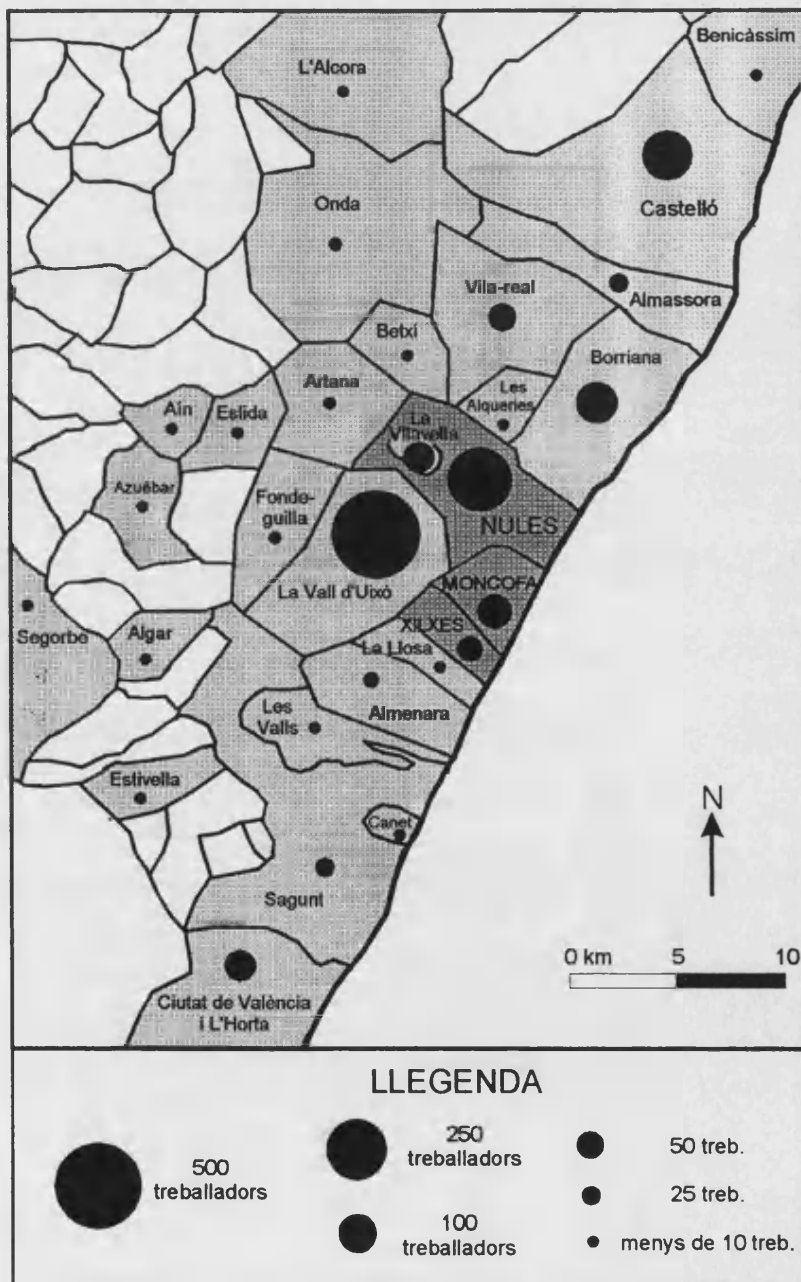 Benicàssim
L'Alcora
Castelló
Onda
Vila-real
Almassora
Betxí
Borriana
Artana
Les
Alqueries
Aín
Eslida
La
Vilavella
Azuébar
Fonde-
guilla
NULES
La Vall d'Uixó
MONCOFA
XILXES
Segorbe
Algar
La Llosa
Les
Valls
Almenara
Estivella
Canet
N
Sagunt
0 km 5 10
Ciutat de València
i L'Horta
LLEGENDA
500
treballadors
250
treballadors
100
treballadors
50 treb.
25 treb.
menys de 10 treb.